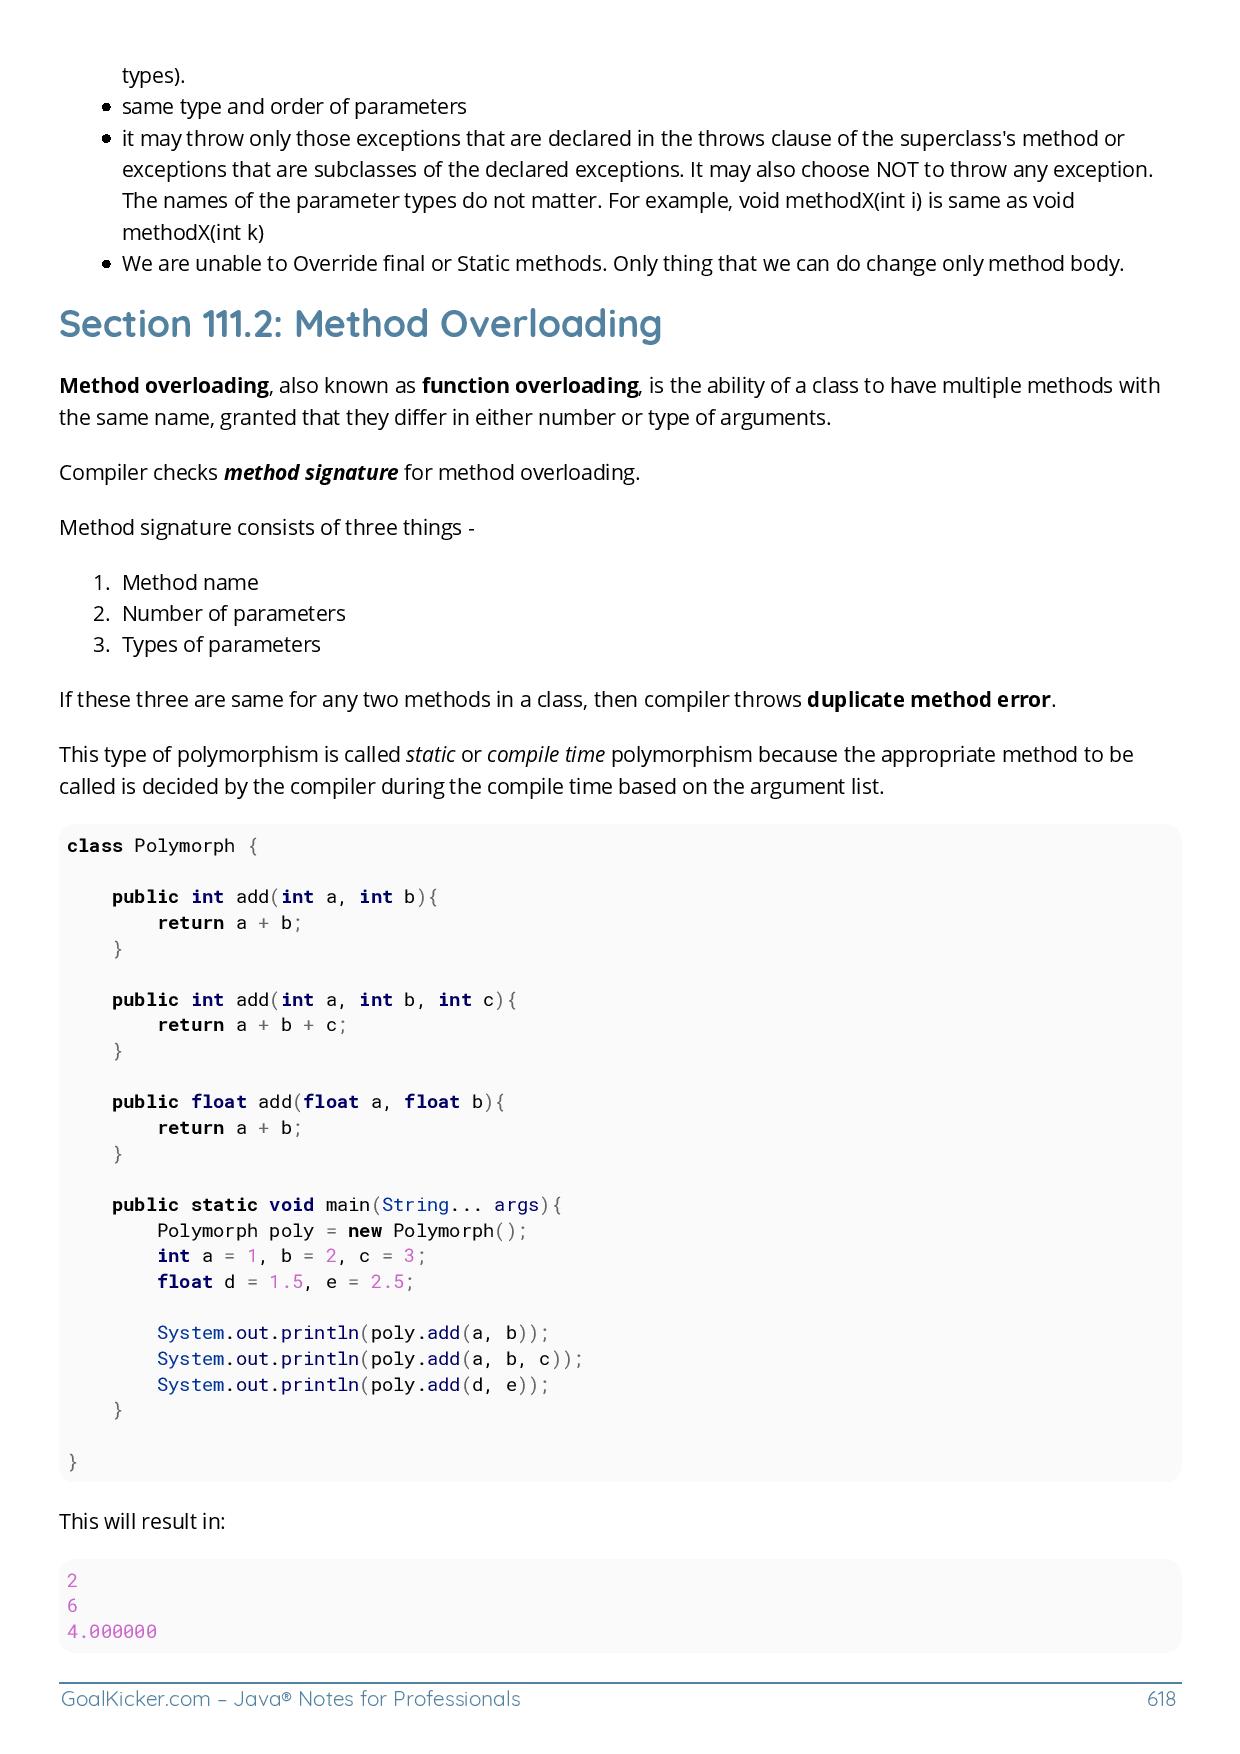 types).
• same type and order of parameters
• it may throw only those exceptions that are declared in the throws clause of the superclass's method or
exceptions that are subclasses of the declared exceptions. It may also choose NOT to throw any exception.
The names of the parameter types do not matter. For example, void methodX(int i) is same as void
methodX(int k)
• We are unable to Override final or Static methods. Only thing that we can do change only method body.
Section 111.2: Method Overloading
Method overloading, also known as function overloading, is the ability of a class to have multiple methods with
the same name, granted that they differ in either number or type of arguments.
Compiler checks method signature for method overloading.
Method signature consists of three things -
1. Method name
2. Number of parameters
3. Types of parameters
If these three are same for any two methods in a class, then compiler throws duplicate method error.
This type of polymorphism is called static or compile time polymorphism because the appropriate method to be
called is decided by the compiler during the compile time based on the argument list.
class Polymorph {
    public int add(int a, int b){
        return a + b;
    }
    public int add(int a, int b, int c){
        return a + b + c;
    }
    public float add(float a, float b){
        return a + b;
    }
    public static void main(String... args){
        Polymorph poly = new Polymorph();
        int a = 1, b = 2, c = 3;
        float d = 1.5, e = 2.5;
        System.out.println(poly.add(a, b));
        System.out.println(poly.add(a, b, c));
        System.out.println(poly.add(d, e));
    }
}
This will result in:
2
6
4.000000
GoalKicker.com – Java® Notes for Professionals 618